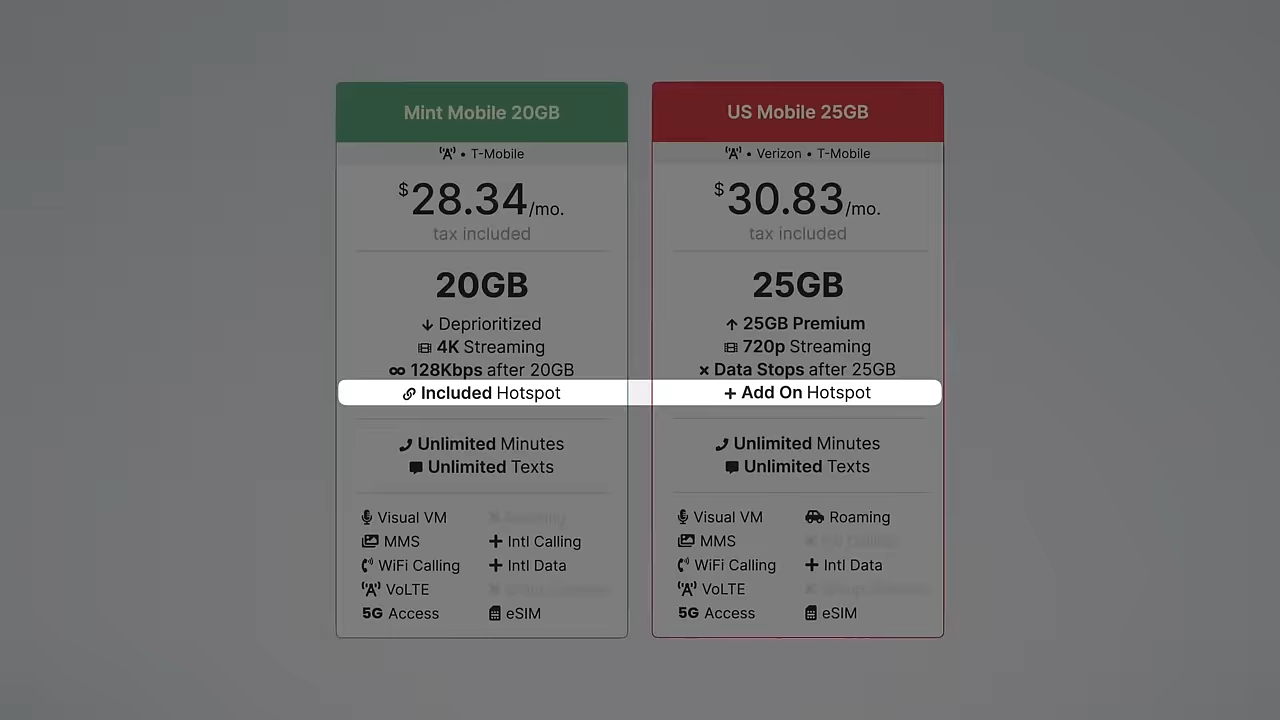 Mint Mobile 20GB
• T-Mobile
$28.34/mo.
tax included
20GB
Deprioritized
4K Streaming
∞ 128Kbps after 20GB
Included Hotspot
Unlimited Minutes
Unlimited Texts
Visual VM
MMS
+ Intl Calling
WiFi Calling
+ Intl Data
VoLTE
5G Access
eSIM
US Mobile 25GB
• Verizon • T-Mobile
$30.83/mo.
tax included
25GB
↑ 25GB Premium
720p Streaming
× Data Stops after 25GB
+ Add On Hotspot
Unlimited Minutes
Unlimited Texts
Visual VM
Roaming
MMS
WiFi Calling
+ Intl Data
VoLTE
5G Access
eSIM